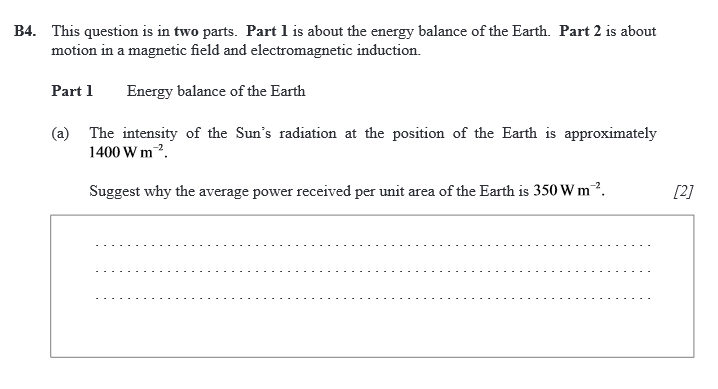 B4. This question is in two parts. Part 1 is about the energy balance of the Earth. Part 2 is about
motion in a magnetic field and electromagnetic induction.
Part 1 Energy balance of the Earth
(a) The intensity of the Sun's radiation at the position of the Earth is approximately
1400 W m⁻².
Suggest why the average power received per unit area of the Earth is 350 W m⁻². [2]